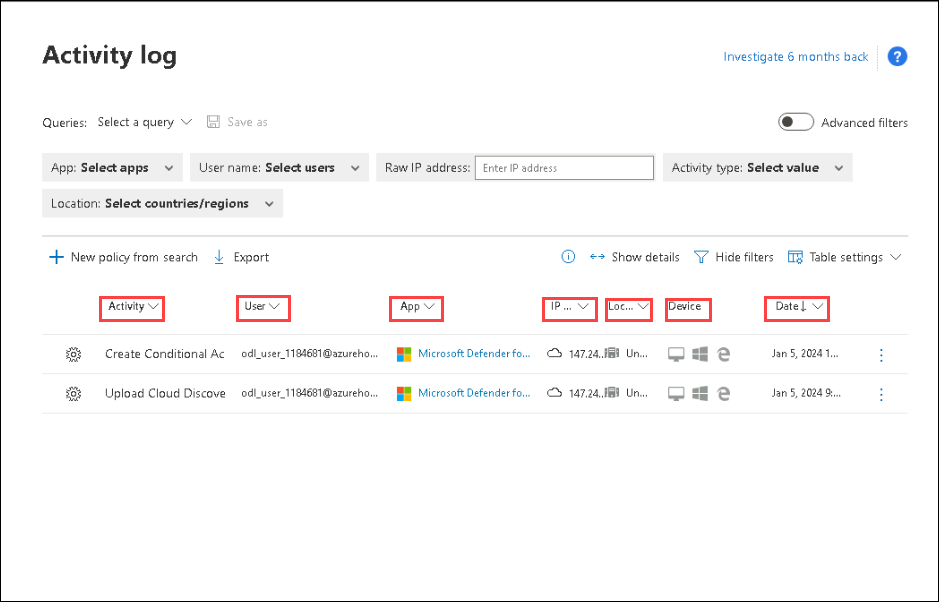 Activity log
Investigate 6 months back ?
Queries: Select a query Save as Advanced filters
App: Select apps User name: Select users Raw IP address: Enter IP address Activity type: Select value
Location: Select countries/regions
New policy from search Export Show details Hide filters Table settings
Activity User App IP ... Loc... Device Date↓
Create Conditional Ac odl_user_1184681@azureho... Microsoft Defender fo... 147.24... Un... Jan 5, 2024 1...
Upload Cloud Discove odl_user_1184681@azureho... Microsoft Defender fo... 147.24... Un... Jan 5, 2024 9:...